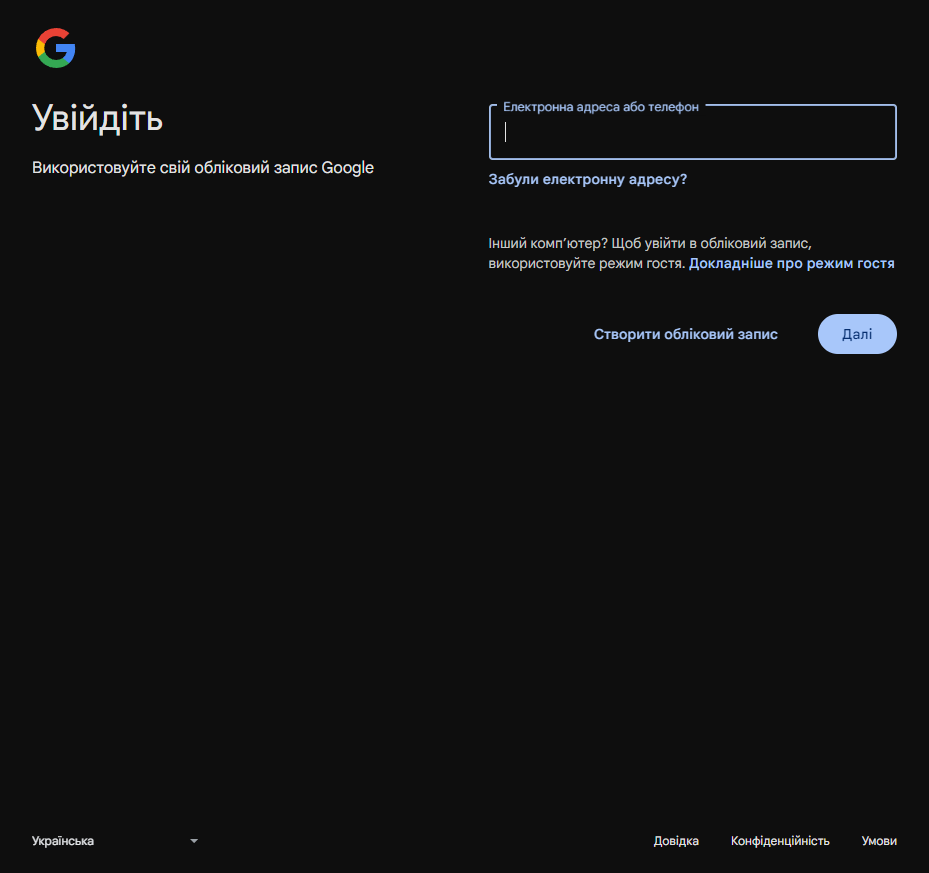 Увійдіть
Використовуйте свій обліковий запис Google
Електронна адреса або телефон
Забули електронну адресу?
Інший комп’ютер? Щоб увійти в обліковий запис,
використовуйте режим гостя. Докладніше про режим гостя
Створити обліковий запис
Далі
Українська
Довідка
Конфіденційність
Умови